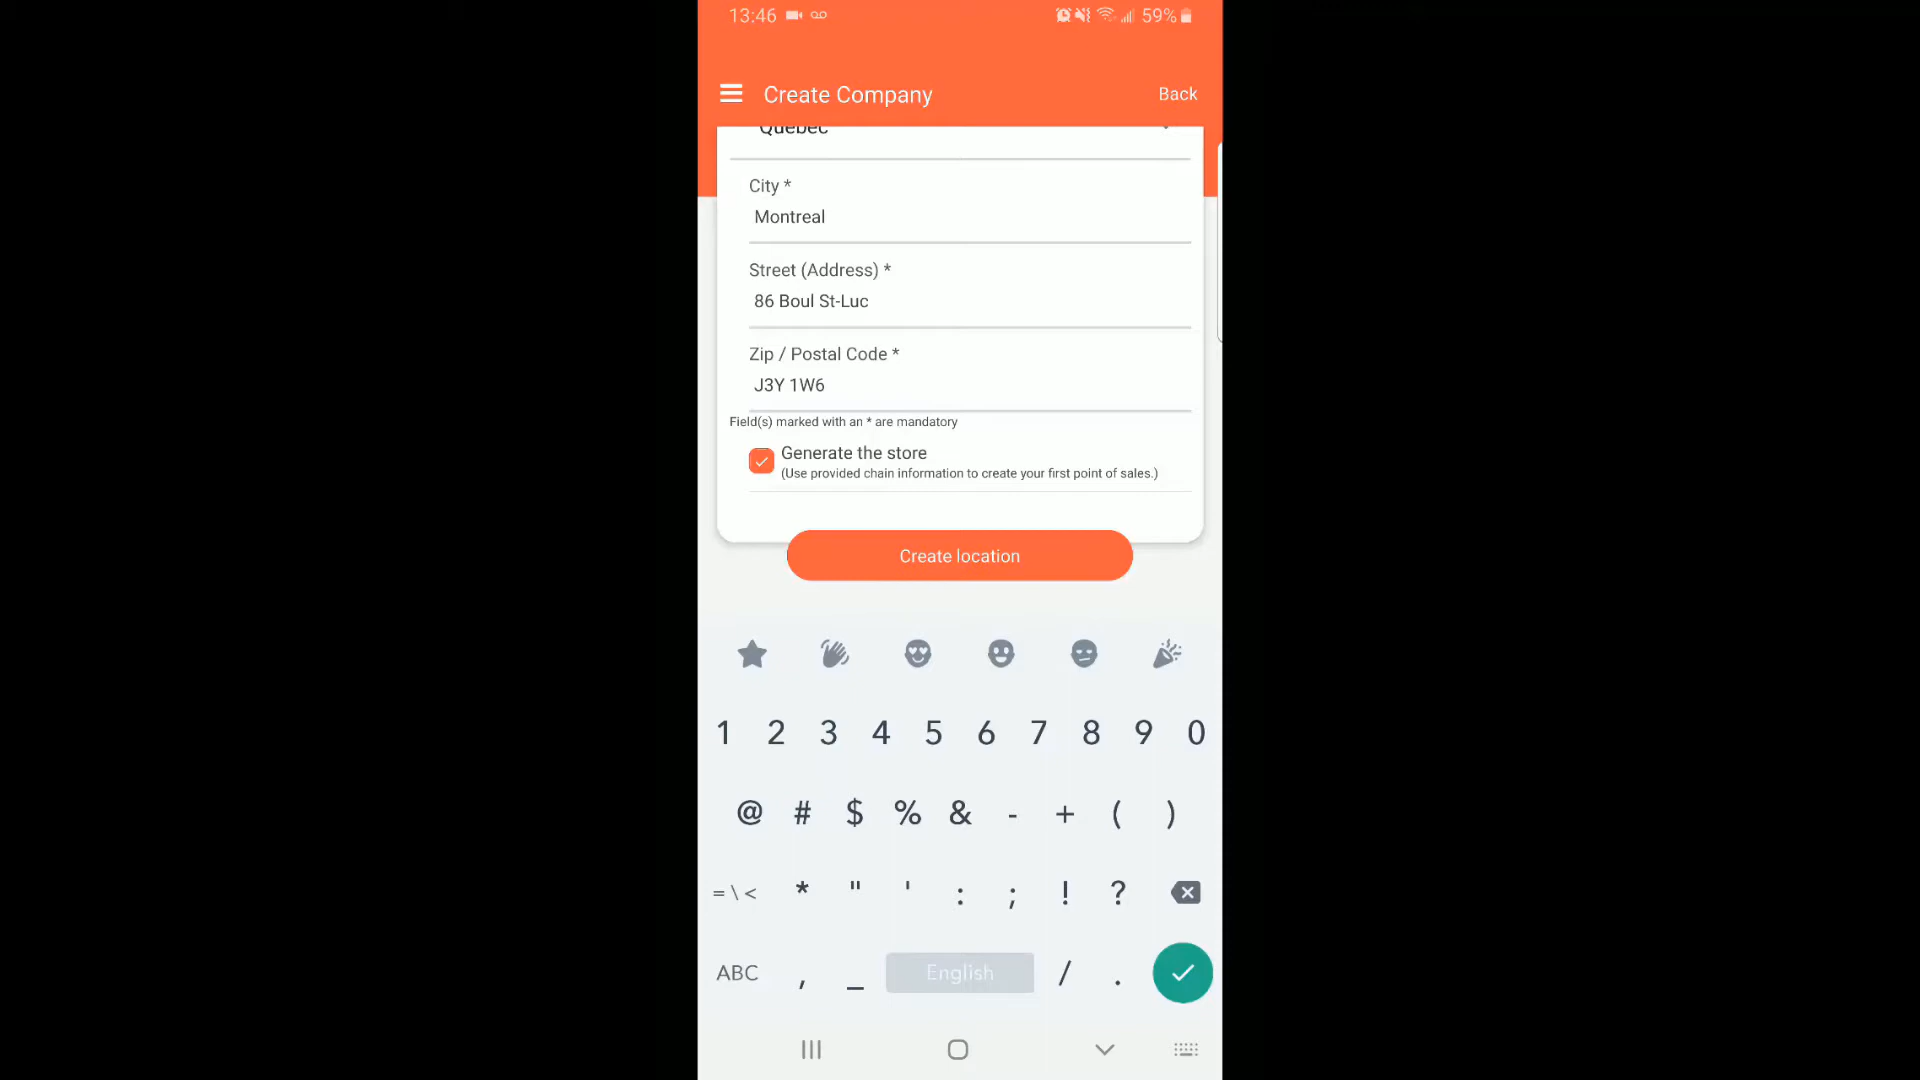 13:46 59%
Create Company Back
Quebec
City *
Montreal
Street (Address) *
86 Boul St-Luc
Zip / Postal Code *
J3Y 1W6
Field(s) marked with an * are mandatory
Generate the store
(Use provided chain information to create your first point of sales.)
Create location
1 2 3 4 5 6 7 8 9 0
@ # $ % & - + ( )
= \ < * " ' : ; ! ?
ABC , _ English / .